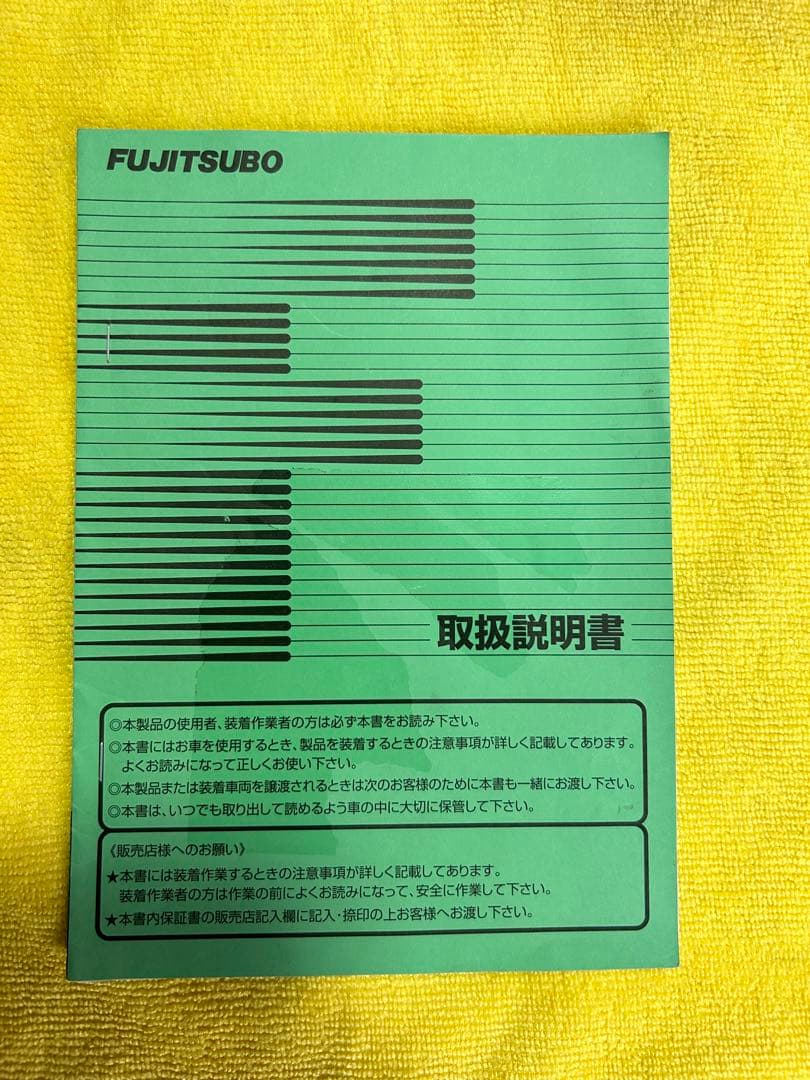 FUJITSUBO
取扱説明書
◎本製品の使用者、装着作業者の方は必ず本書をお読み下さい。
◎本書にはお車を使用するとき、製品を装着するときの注意事項が詳しく記載してあります。
よくお読みになって正しくお使い下さい。
◎本製品または装着車両を譲渡されるときは次のお客様のために本書も一緒にお渡し下さい。
◎本書は、いつでも取り出して読めるよう車の中に大切に保管して下さい。
《販売店様へのお願い》
★本書には装着作業するときの注意事項が詳しく記載してあります。
装着作業者の方は作業の前によくお読みになって、安全に作業して下さい。
★本書内保証書の販売店記入欄に記入・捺印の上お客様へお渡し下さい。